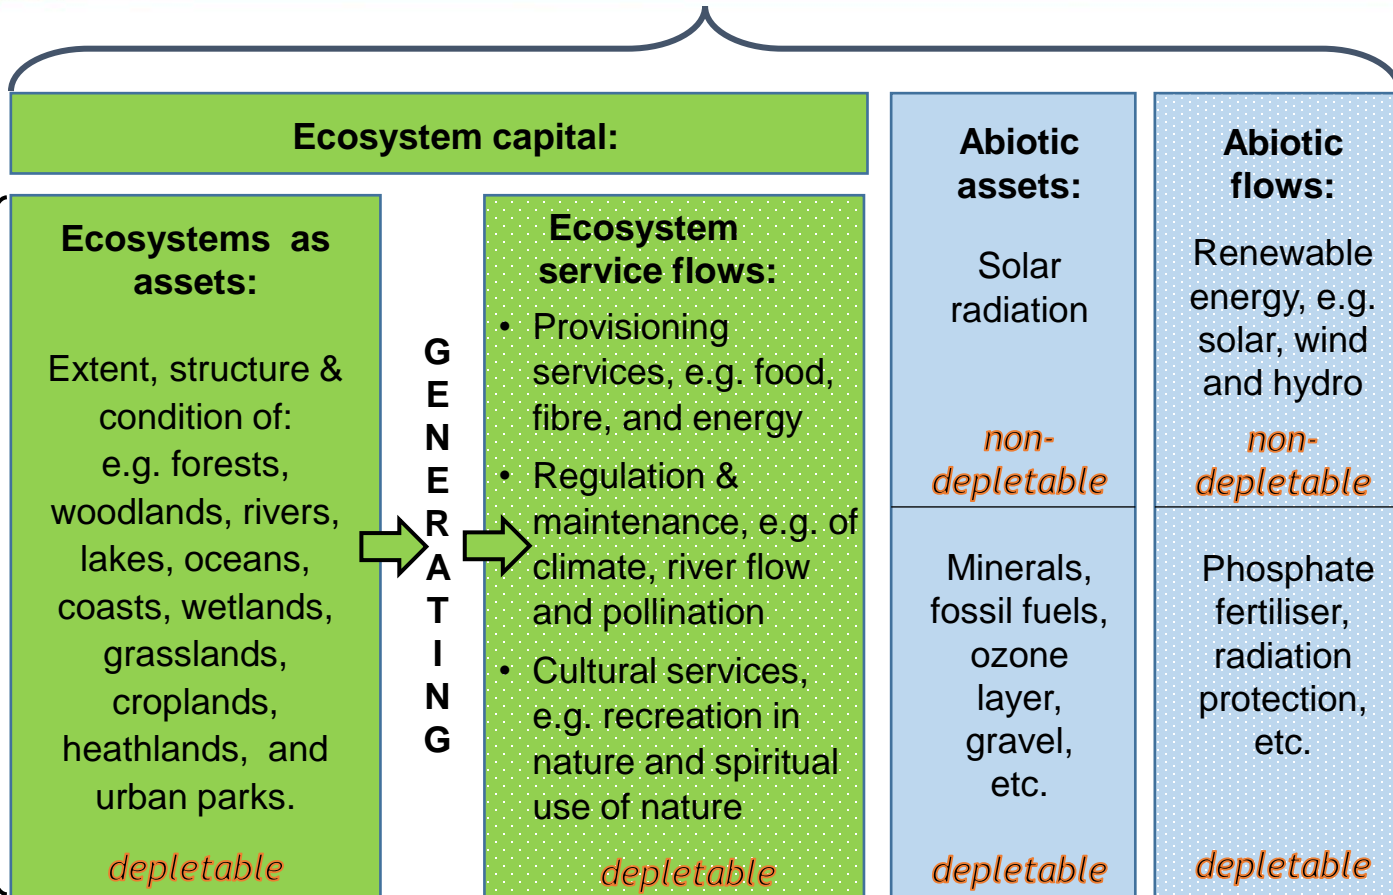 Ecosystem capital:
Ecosystems as
assets:
Extent, structure &
condition of:
e.g. forests,
woodlands, rivers,
lakes, oceans,
coasts, wetlands,
grasslands,
croplands,
heathlands, and
urban parks.
depletable
G
E
N
E
R
A
T
I
N
G
Ecosystem
service flows:
• Provisioning
services, e.g. food,
fibre, and energy
• Regulation &
maintenance, e.g. of
climate, river flow
and pollination
• Cultural services,
e.g. recreation in
nature and spiritual
use of nature
depletable
Abiotic
assets:
Solar
radiation
non-
depletable
Minerals,
fossil fuels,
ozone
layer,
gravel,
etc.
depletable
Abiotic
flows:
Renewable
energy, e.g.
solar, wind
and hydro
non-
depletable
Phosphate
fertiliser,
radiation
protection,
etc.
depletable